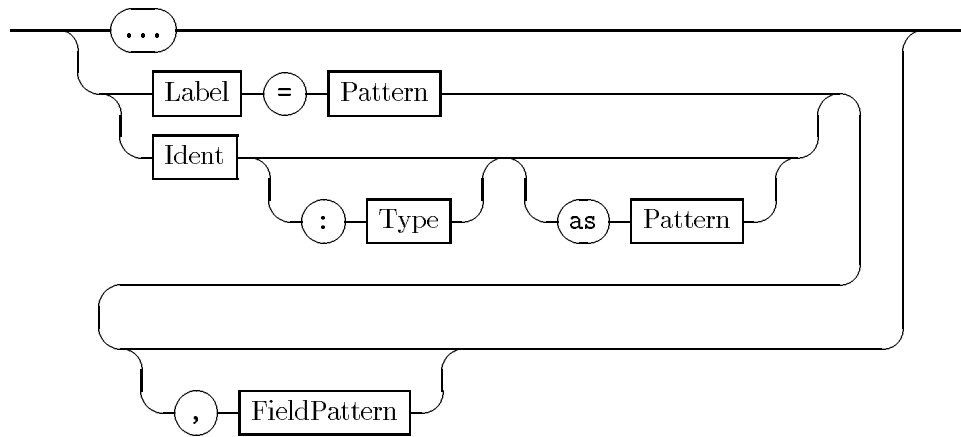 ...
Label = Pattern
Ident
: Type as Pattern
, FieldPattern